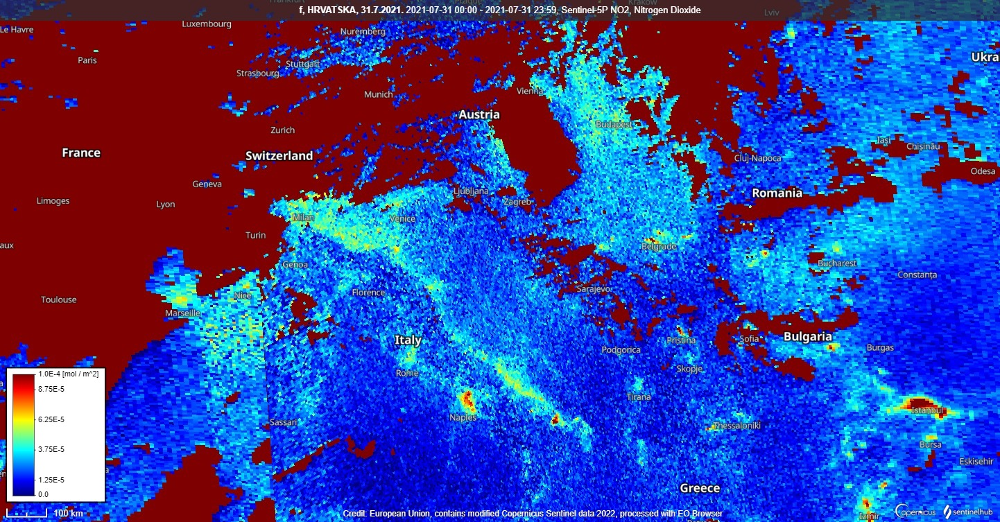 Frankfurt
Prague
Krakow
f, HRVATSKA, 31.7.2021. 2021-07-31 00:00 - 2021-07-31 23:59, Sentinel-5P NO2, Nitrogen Dioxide
Lviv
Le Havre
Luxembourg
Nuremberg
Paris
Stuttgart
Strasbourg
Ukra
Munich
Vienna
Austria
Budapest
Zurich
France
Switzerland
Iași
Chișinău
Cluj-Napoca
Odesa
Geneva
Ljubljana
Romania
Limoges
Lyon
Zagreb
Milan
Venice
Turin
aux
Belgrade
Genoa
Bucharest
Constanța
Florence
Sarajevo
Nice
Toulouse
Marseille
Italy
Pristina
Sofia
Bulgaria
Podgorica
Burgas
Rome
Skopje
1.0E-4 [mol / m^2]
8.75E-5
6.25E-5
3.75E-5
1.25E-5
0.0
Tirana
Istanbul
Naples
Sassari
Thessaloniki
Bursa
Eskisehir
Greece
100 km
Credit: European Union, contains modified Copernicus Sentinel data 2022, processed with EO Browser
Izmir
Copernicus
sentinelhub